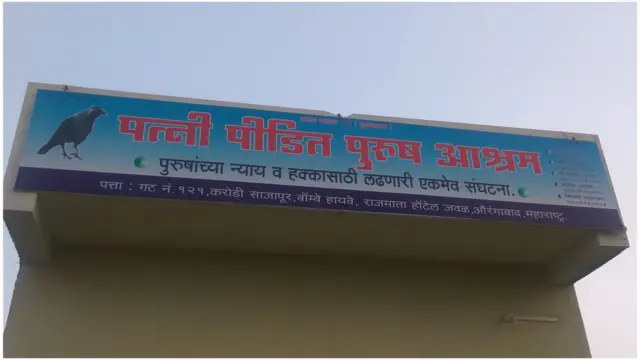 पत्नी पीडित पुरुष आश्रम
पुरुषांच्या न्याय व हक्कासाठी लढणारी एकमेव संघटना.
पत्ता : गट नं. १२१, करोडी साजापूर, बॉम्बे हायवे, राजमाता हॉटेल जवळ, औरंगाबाद, महाराष्ट्र.